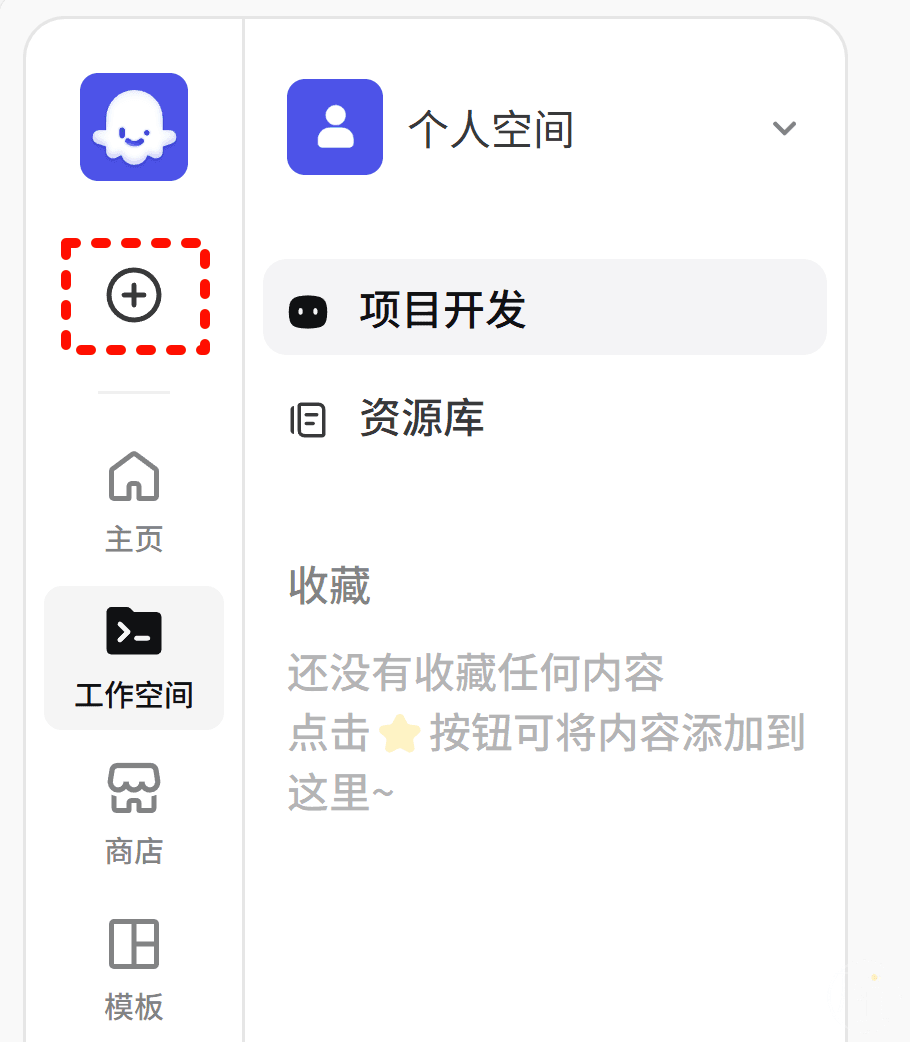 个人空间
项目开发
资源库
主页
工作空间
商店
模板
收藏
还没有收藏任何内容
点击⭐按钮可将内容添加到
这里~